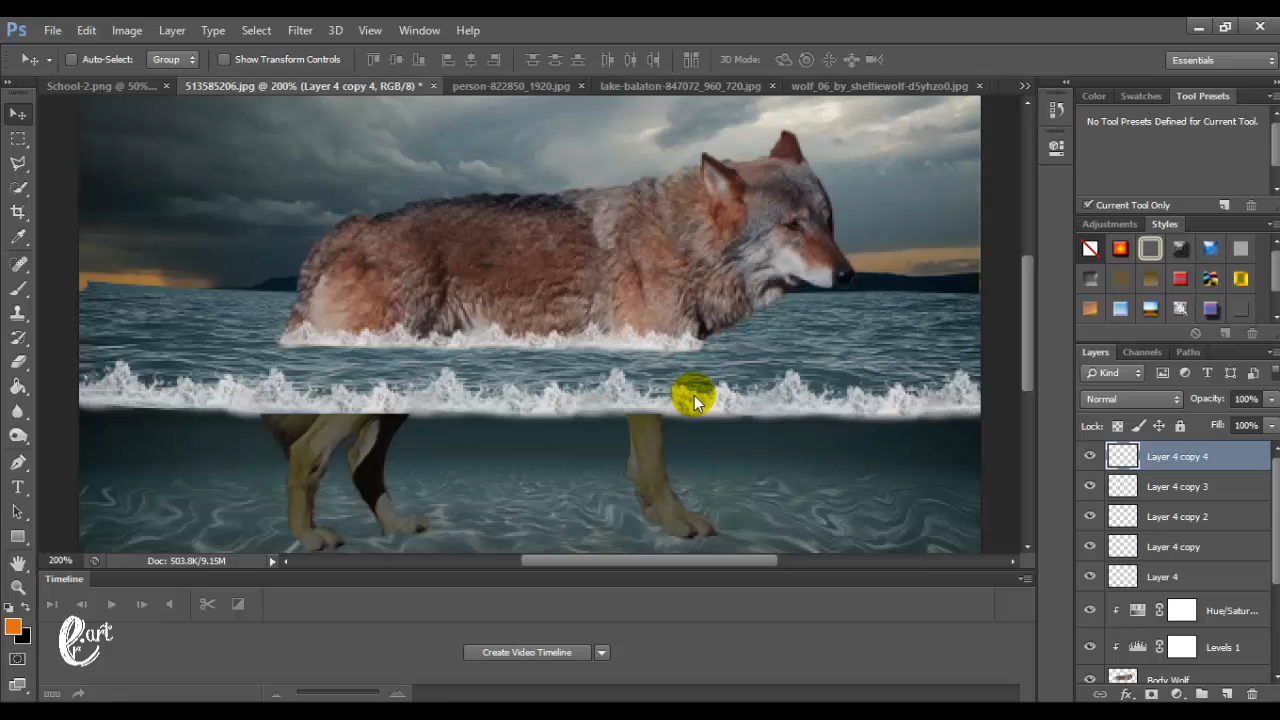 Ps File Edit Image Layer Type Select Filter 3D View Window Help
Auto-Select: Group Show Transform Controls 3D Mode: Essentials
School-2.png @ 50%... × 513585206.jpg @ 200% (Layer 4 copy 4, RGB/8) * × person-822850_1920.jpg × lake-balaton-847072_960_720.jpg × wolf_06_by_sheltiewolf-d5yhzo0.jpg ×
Color Swatches Tool Presets
No Tool Presets Defined for Current Tool.
Current Tool Only
Adjustments Styles
Layers Channels Paths
Kind
Normal Opacity: 100%
Lock: Fill: 100%
Layer 4 copy 4
Layer 4 copy 3
Layer 4 copy 2
Layer 4 copy
Layer 4
Hue/Satur...
Levels 1
Body Wolf
200% Doc: 503.8K/9.15M
Timeline
Create Video Timeline